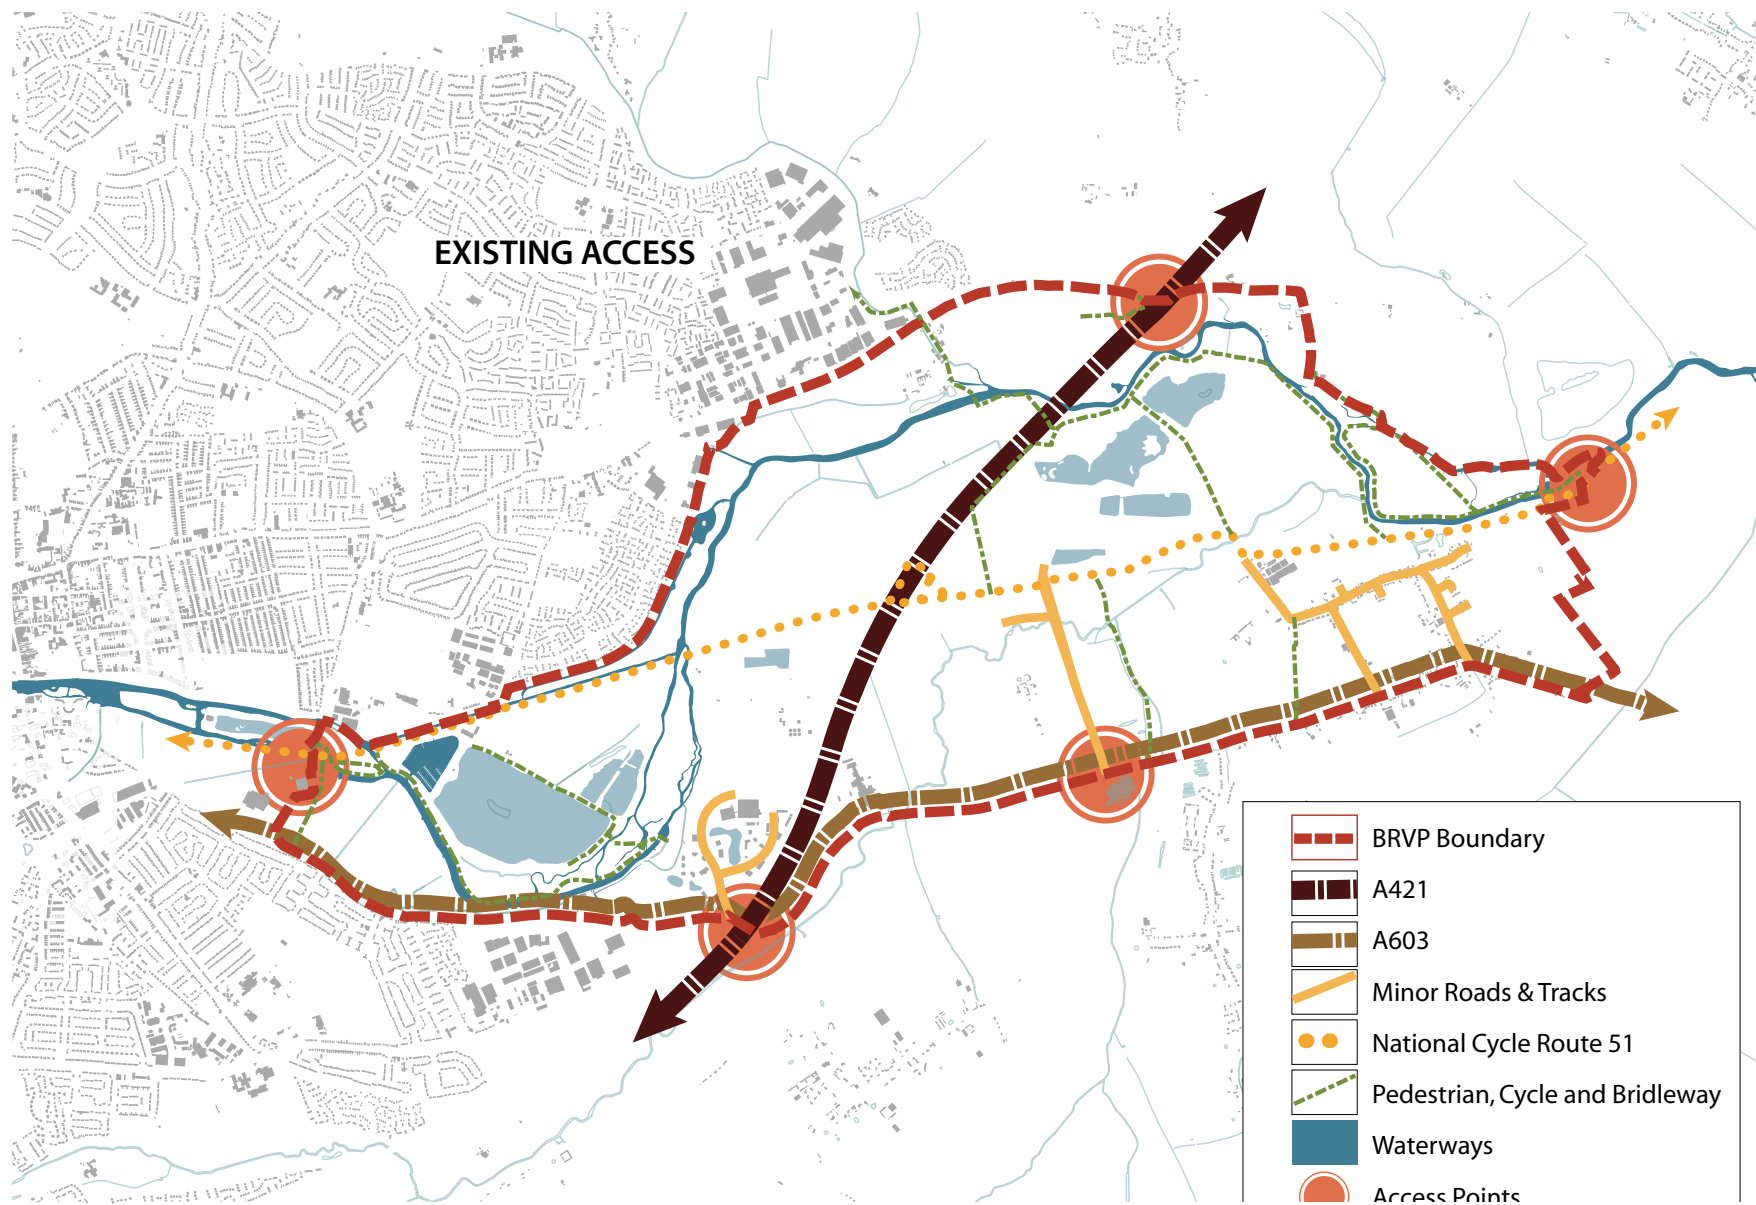 EXISTING ACCESS
BRVP Boundary
A421
A603
Minor Roads & Tracks
National Cycle Route 51
Pedestrian, Cycle and Bridleway
Waterways
Access Points